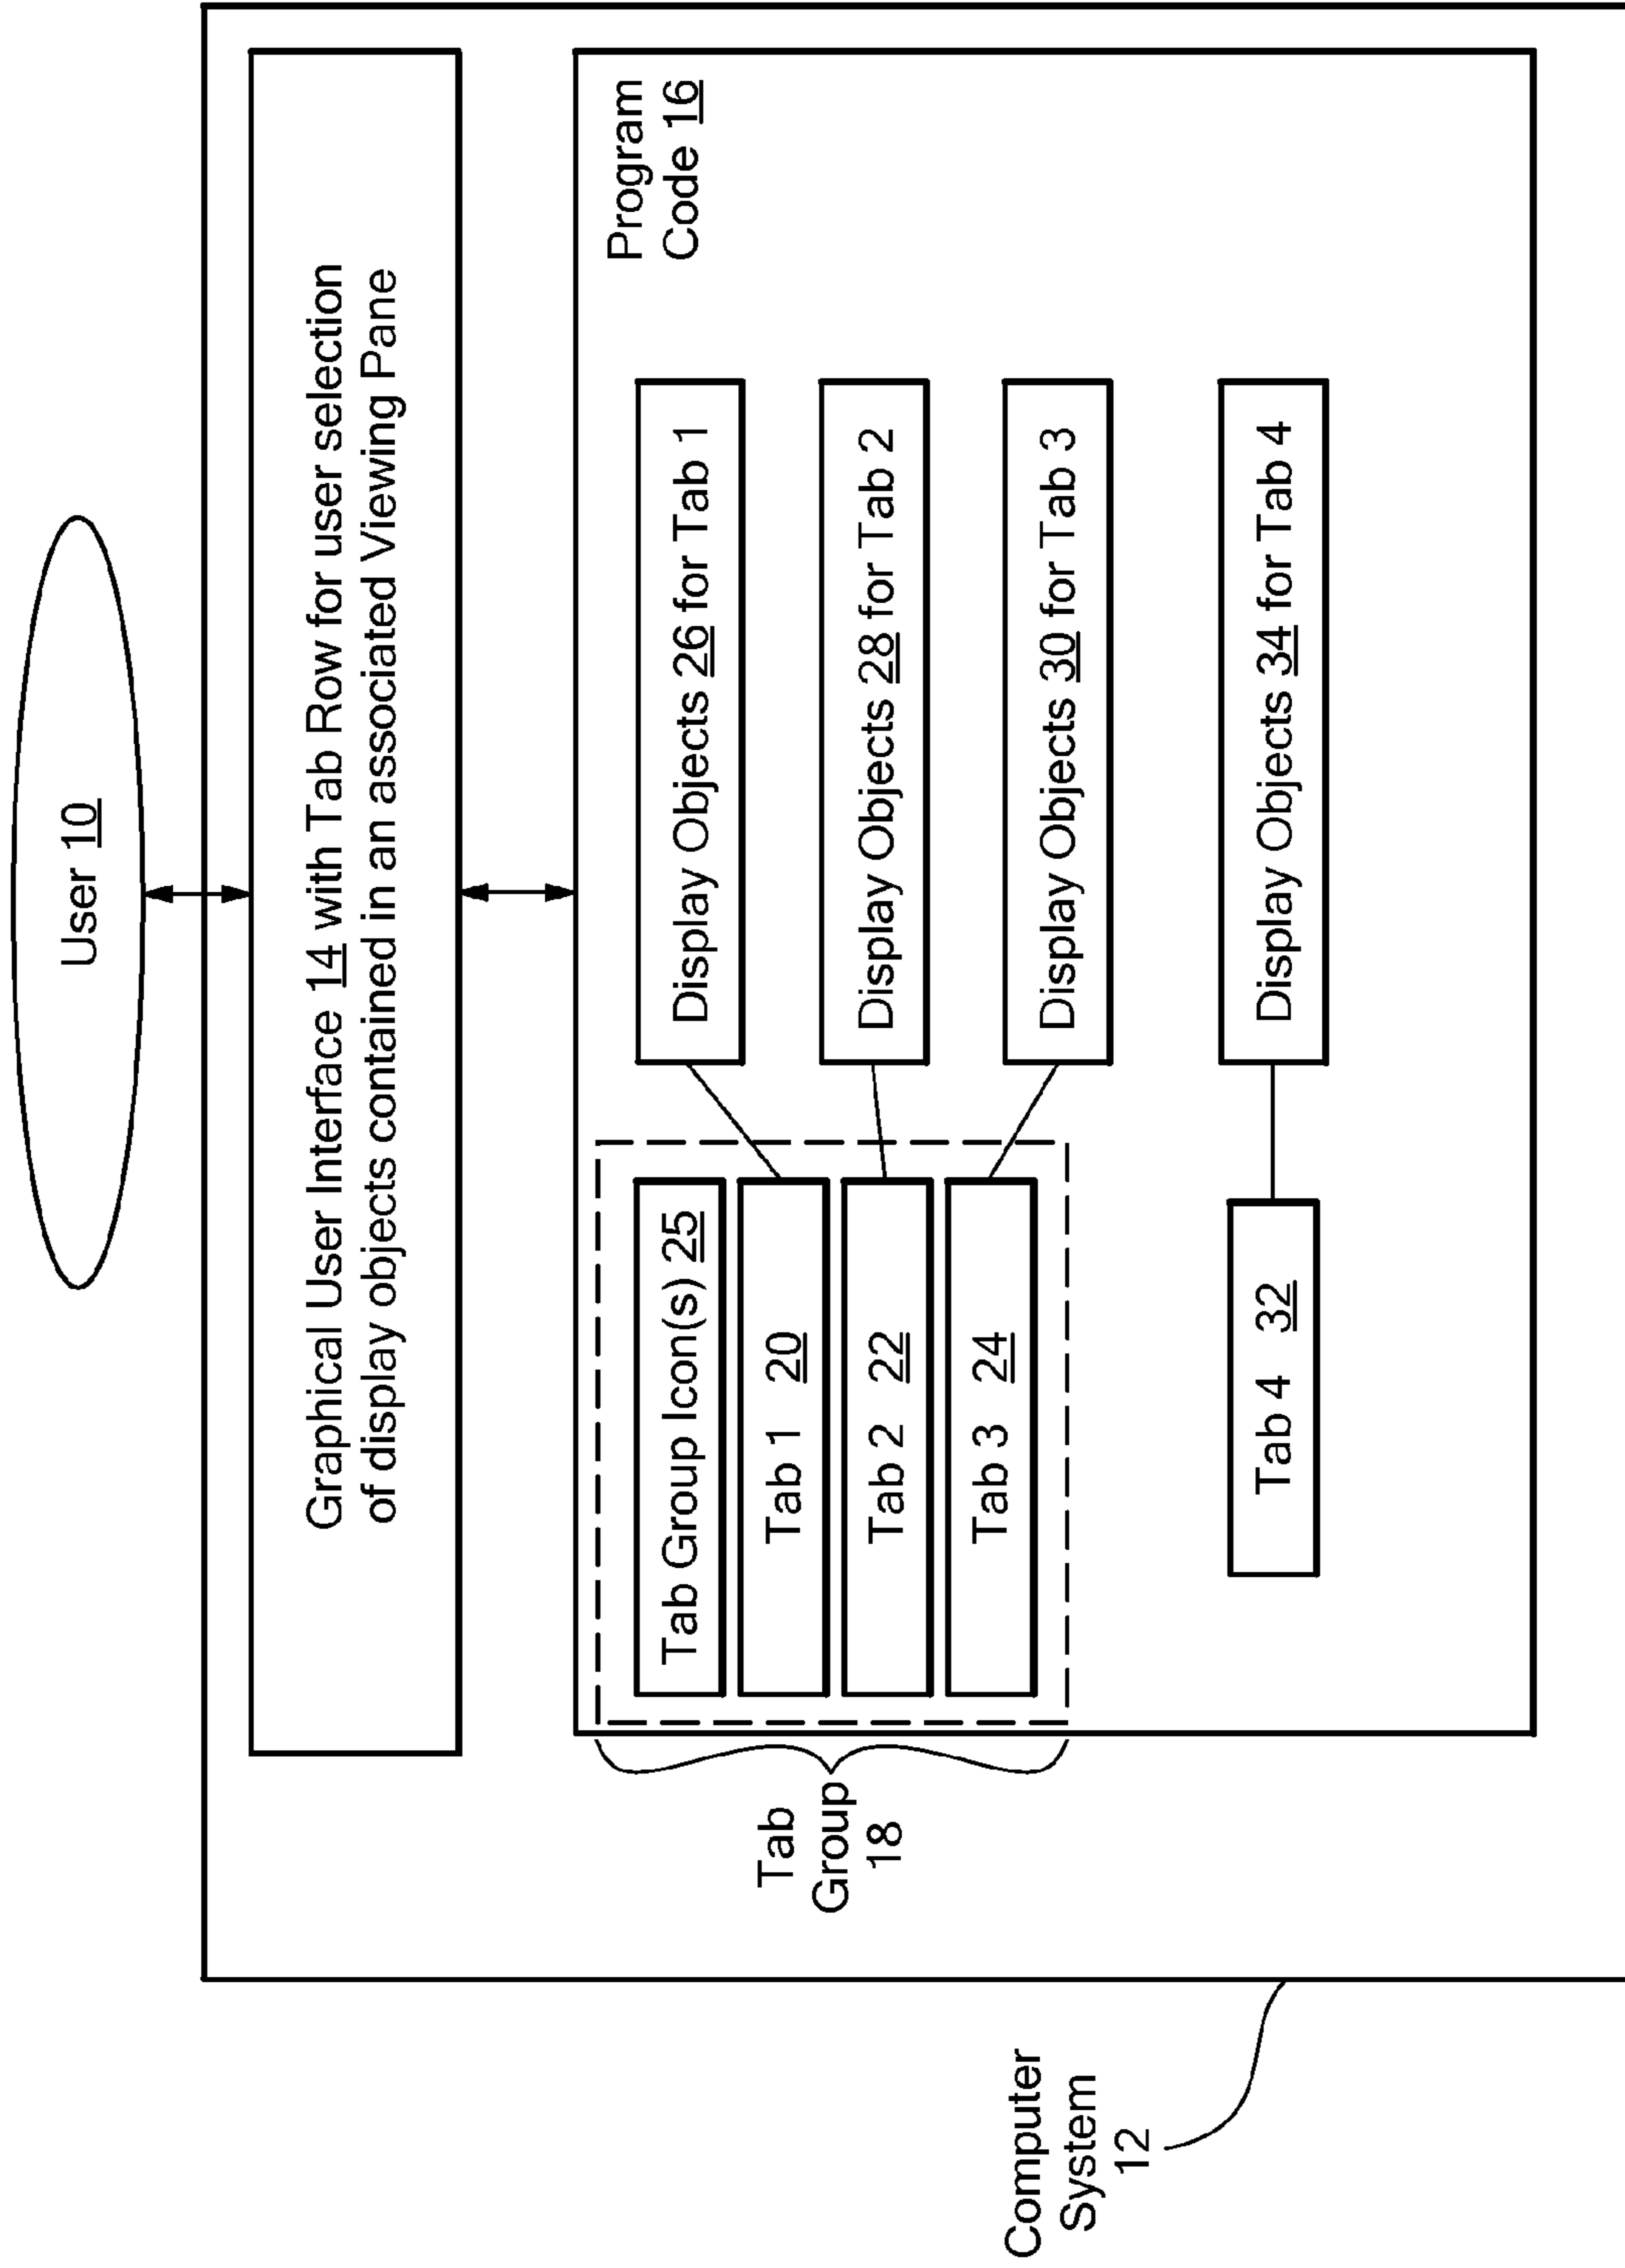 User 10
Graphical User Interface 14 with Tab Row for user selection
of display objects contained in an associated Viewing Pane
Program
Code 16
Tab Group Icon(s) 25
Tab 1 20
Tab 2 22
Tab 3 24
Display Objects 26 for Tab 1
Display Objects 28 for Tab 2
Display Objects 30 for Tab 3
Tab 4 32
Display Objects 34 for Tab 4
Tab
Group
18
Computer
System
12